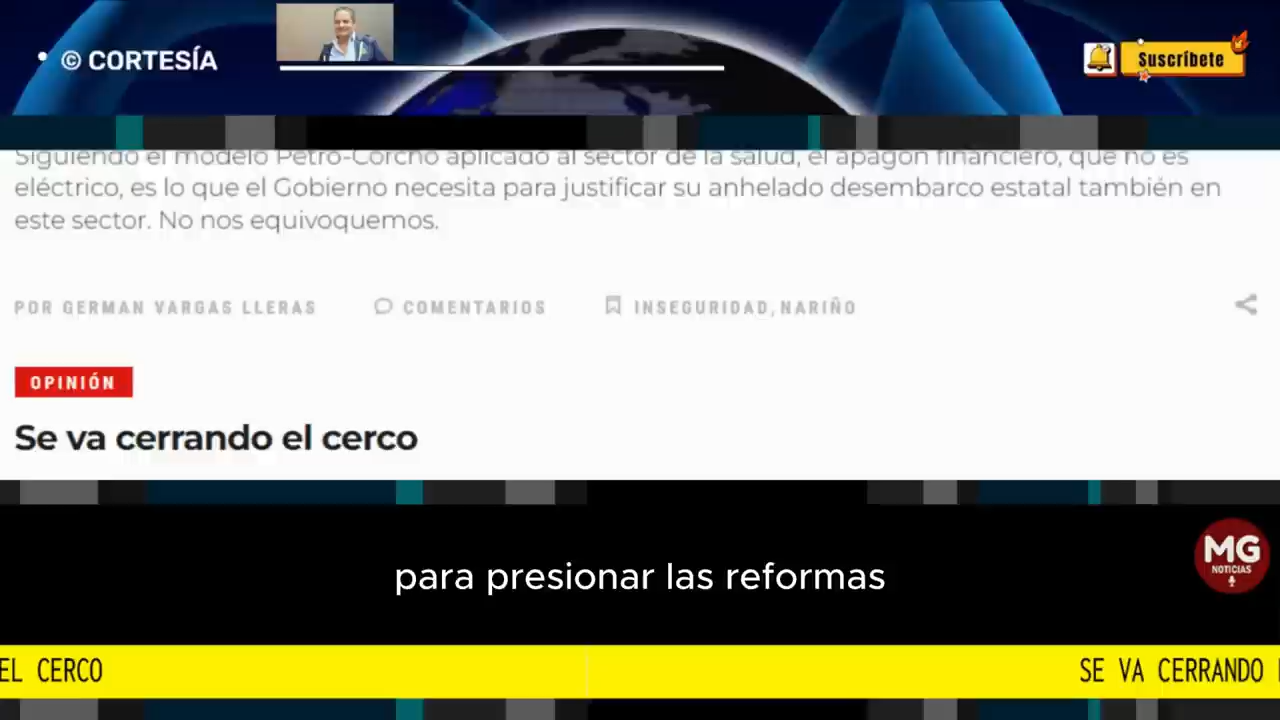 © CORTESÍA
Suscríbete
Siguiendo el modelo Petro-Corcho aplicado al sector de la salud, el apagón financiero, que no es
eléctrico, es lo que el Gobierno necesita para justificar su anhelado desembarco estatal también en
este sector. No nos equivoquemos.
POR GERMAN VARGAS LLERAS
COMENTARIOS
INSEGURIDAD, NARIÑO
OPINIÓN
Se va cerrando el cerco
MG
NOTICIAS
para presionar las reformas
EL CERCO
SE VA CERRANDO